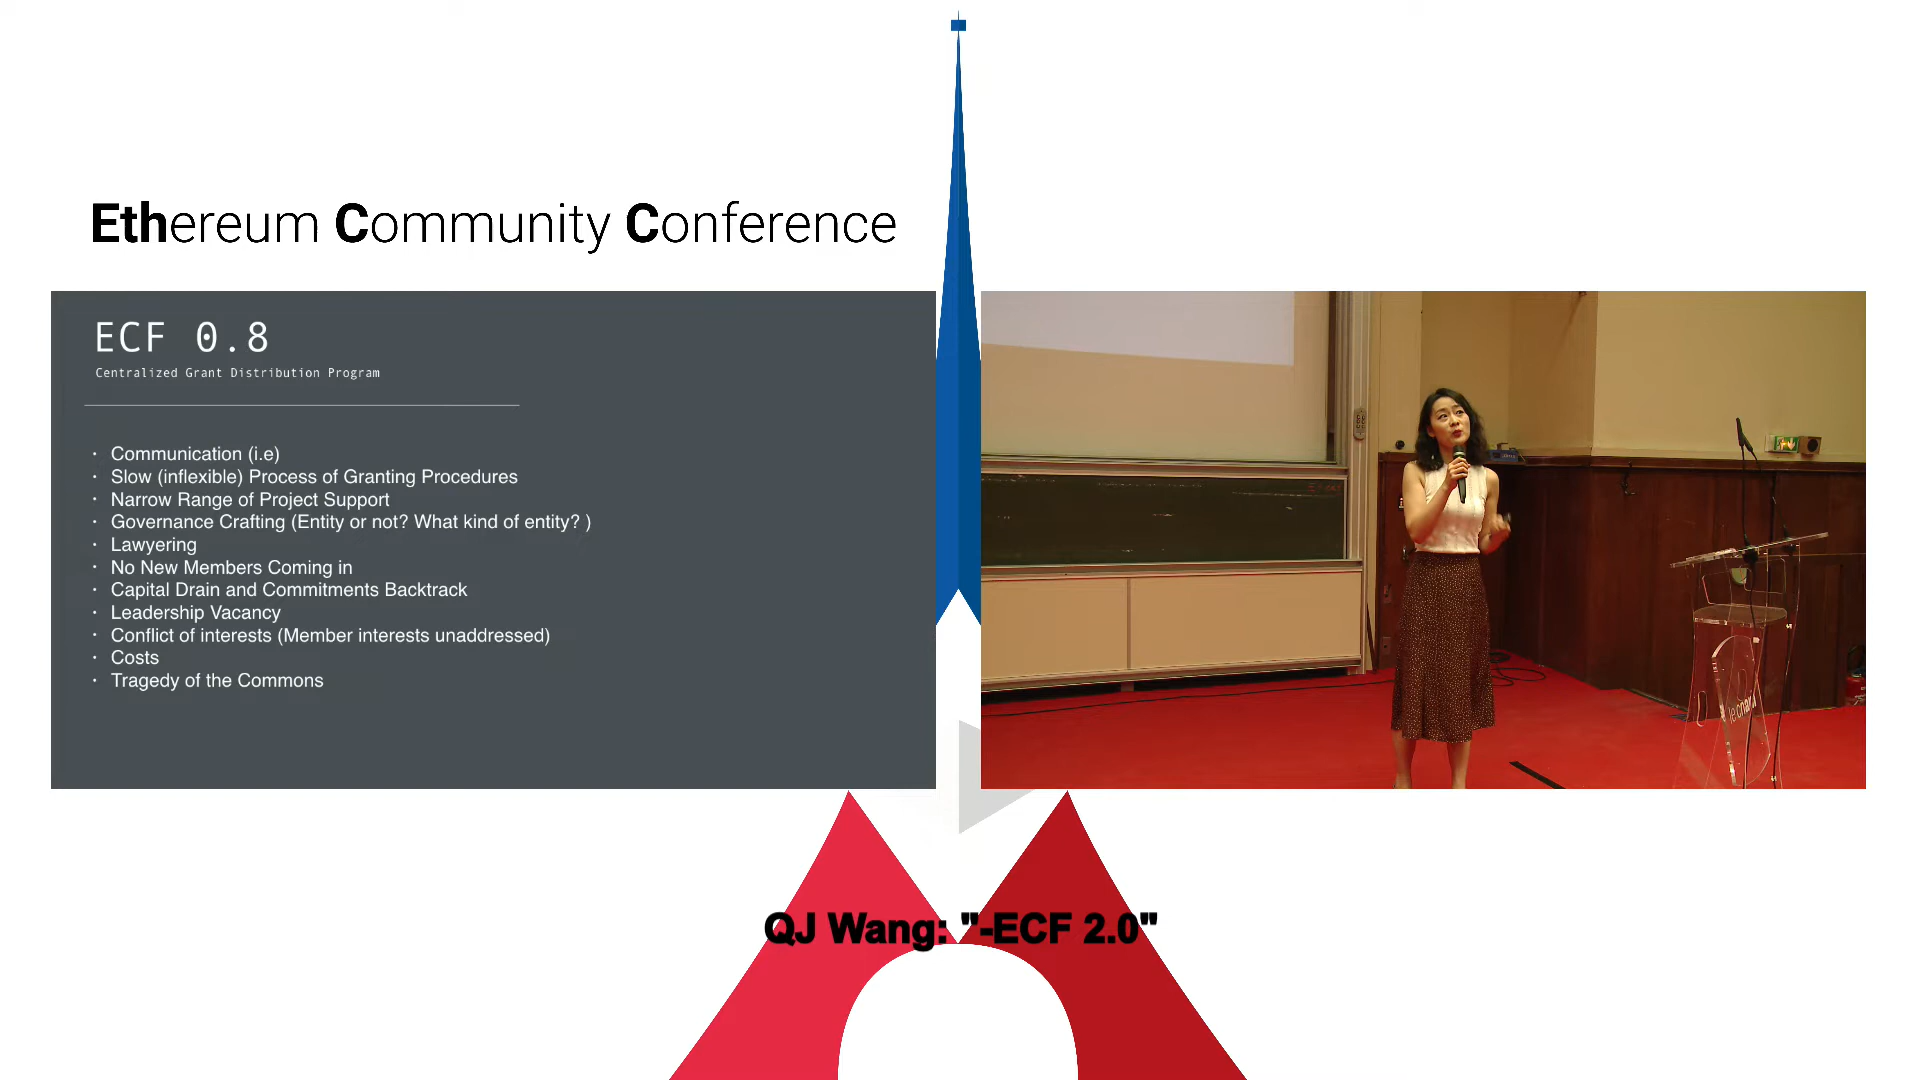 Ethereum Community Conference
ECF 0.8
Centralized Grant Distribution Program
· Communication (i.e)
· Slow (inflexible) Process of Granting Procedures
· Narrow Range of Project Support
· Governance Crafting (Entity or not? What kind of entity? )
· Lawyering
· No New Members Coming in
· Capital Drain and Commitments Backtrack
· Leadership Vacancy
· Conflict of interests (Member interests unaddressed)
· Costs
· Tragedy of the Commons
le cnam
QJ Wang: "-ECF 2.0"